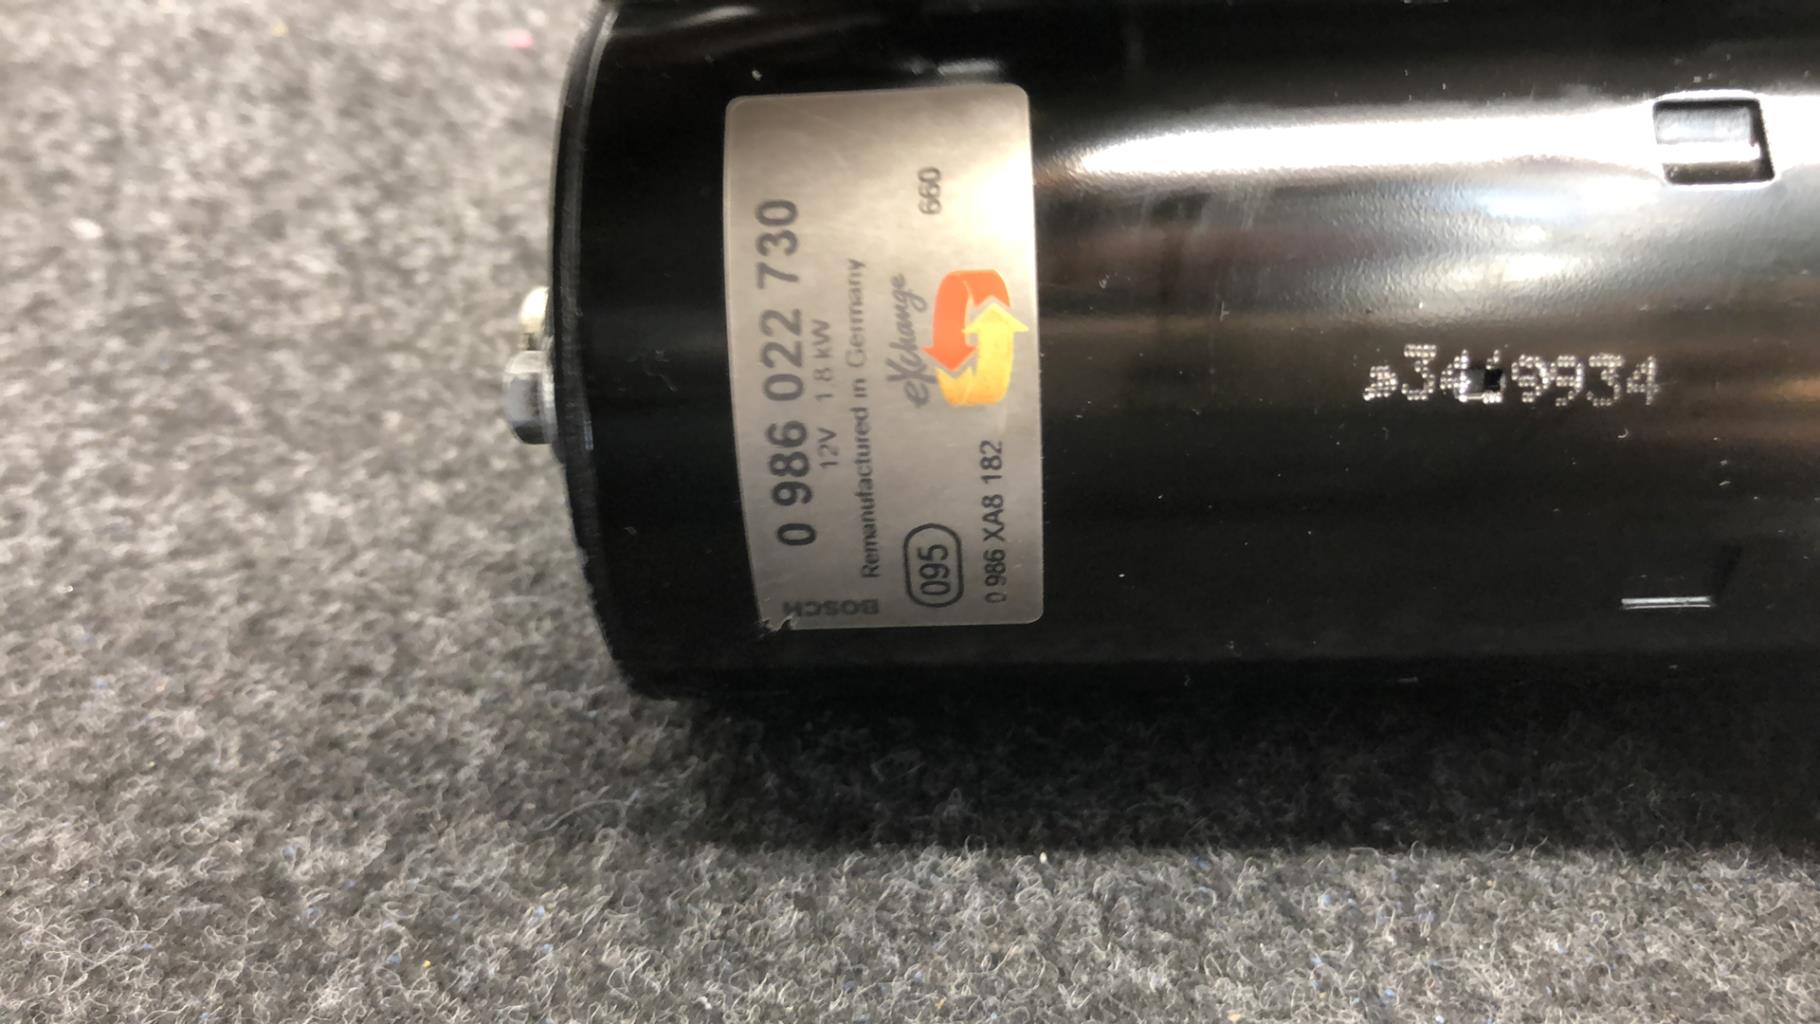 BOSCH
0 986 022 730
12V 1.8 kW
Remanufactured in Germany
eXchange
095
660
0 986 XA8 182